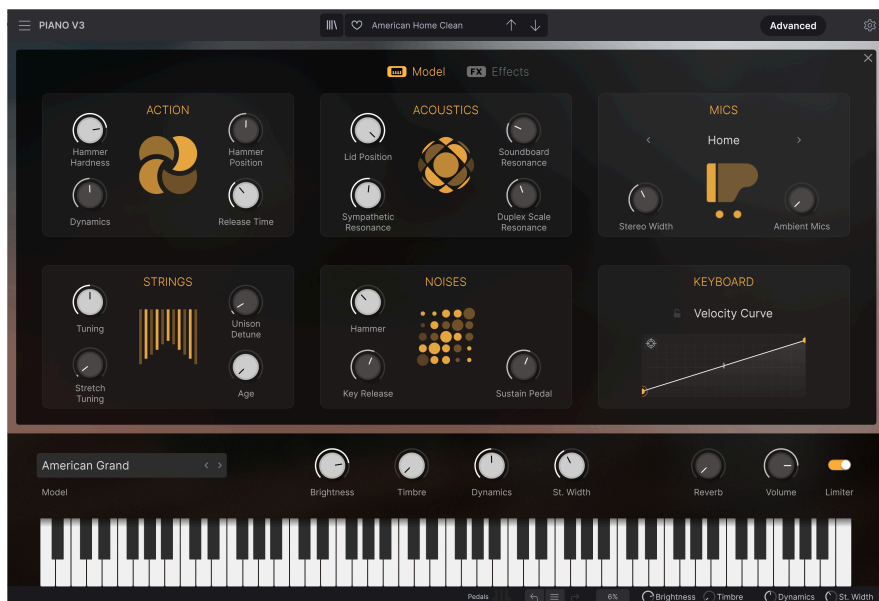 PIANO V3
American Home Clean
Advanced
Model
FX Effects
ACTION
Hammer
Hardness
Hammer
Position
Dynamics
Release Time
ACOUSTICS
Lid Position
Soundboard
Resonance
Sympathetic
Resonance
Duplex Scale
Resonance
MICS
Home
Stereo Width
Ambient Mics
STRINGS
Tuning
Unison
Detune
Stretch
Tuning
Age
NOISES
Hammer
Key Release
Sustain Pedal
KEYBOARD
Velocity Curve
American Grand
Model
Brightness
Timbre
Dynamics
St. Width
Reverb
Volume
Limiter
Pedals
6%
Brightness
Timbre
Dynamics
St. Width